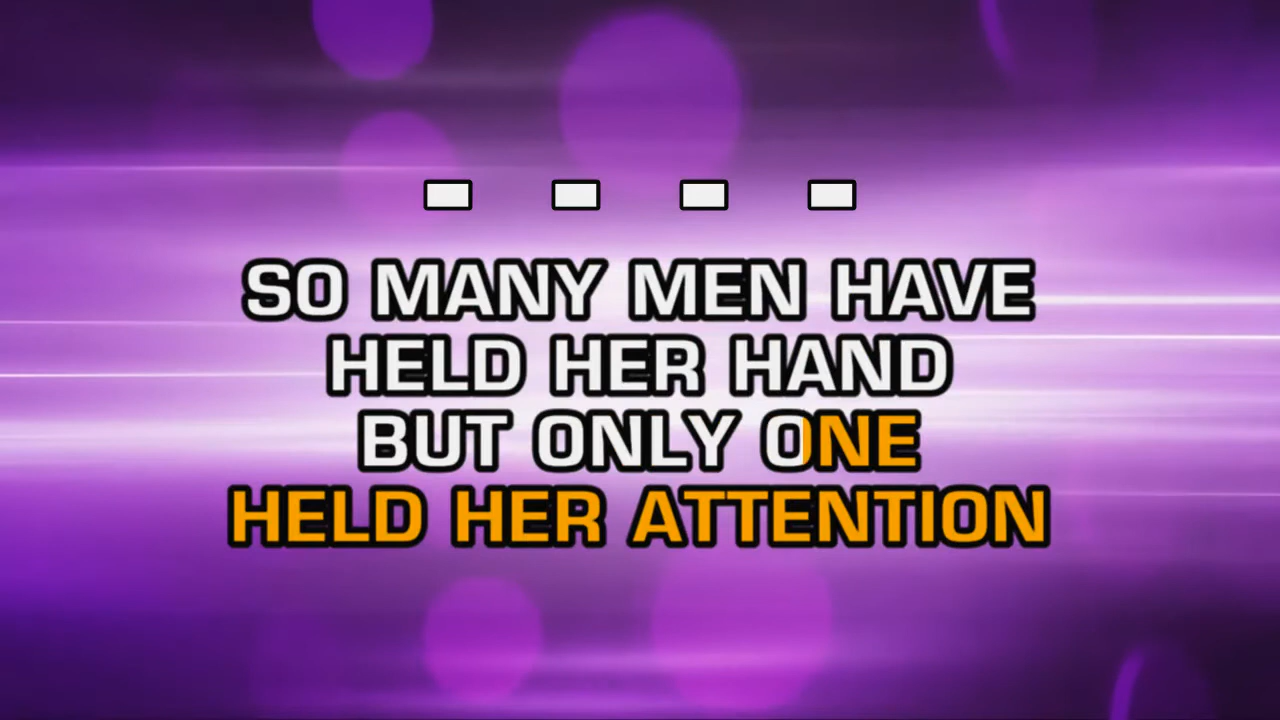 SO MANY MEN HAVE
HELD HER HAND
BUT ONLY ONE
HELD HER ATTENTION